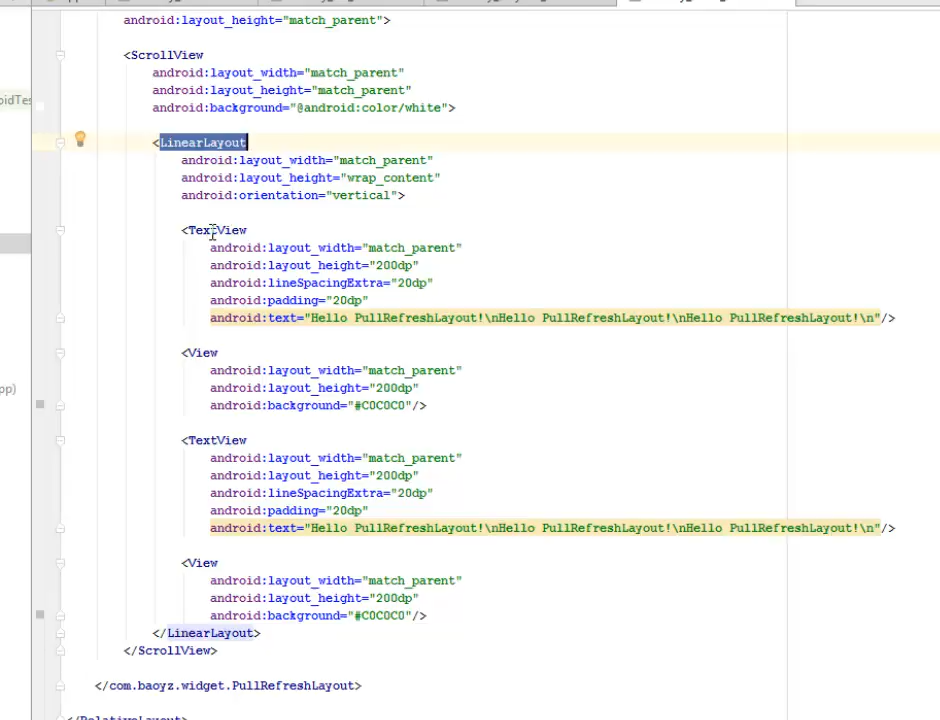 android:layout_height="match_parent">
<ScrollView
android:layout_width="match_parent"
android:layout_height="match_parent"
android:background="@android:color/white">
oidTes
<LinearLayout
android:layout_width="match_parent"
android:layout_height="wrap_content"
android:orientation="vertical">
<TextView
android:layout_width="match_parent"
android:layout_height="200dp"
android:lineSpacingExtra="20dp"
android:padding="20dp"
android:text="Hello PullRefreshLayout!\nHello PullRefreshLayout!\nHello PullRefreshLayout!\n"/>
<View
android:layout_width="match_parent"
android:layout_height="200dp"
pp)
android:background="#C0C0C0"/>
<TextView
android:layout_width="match_parent"
android:layout_height="200dp"
android:lineSpacingExtra="20dp"
android:padding="20dp"
android:text="Hello PullRefreshLayout!\nHello PullRefreshLayout!\nHello PullRefreshLayout!\n"/>
<View
android:layout_width="match_parent"
android:layout_height="200dp"
android:background="#C0C0C0"/>
</LinearLayout>
</ScrollView>
</com.baoyz.widget.PullRefreshLayout>
</RelativeLayout>